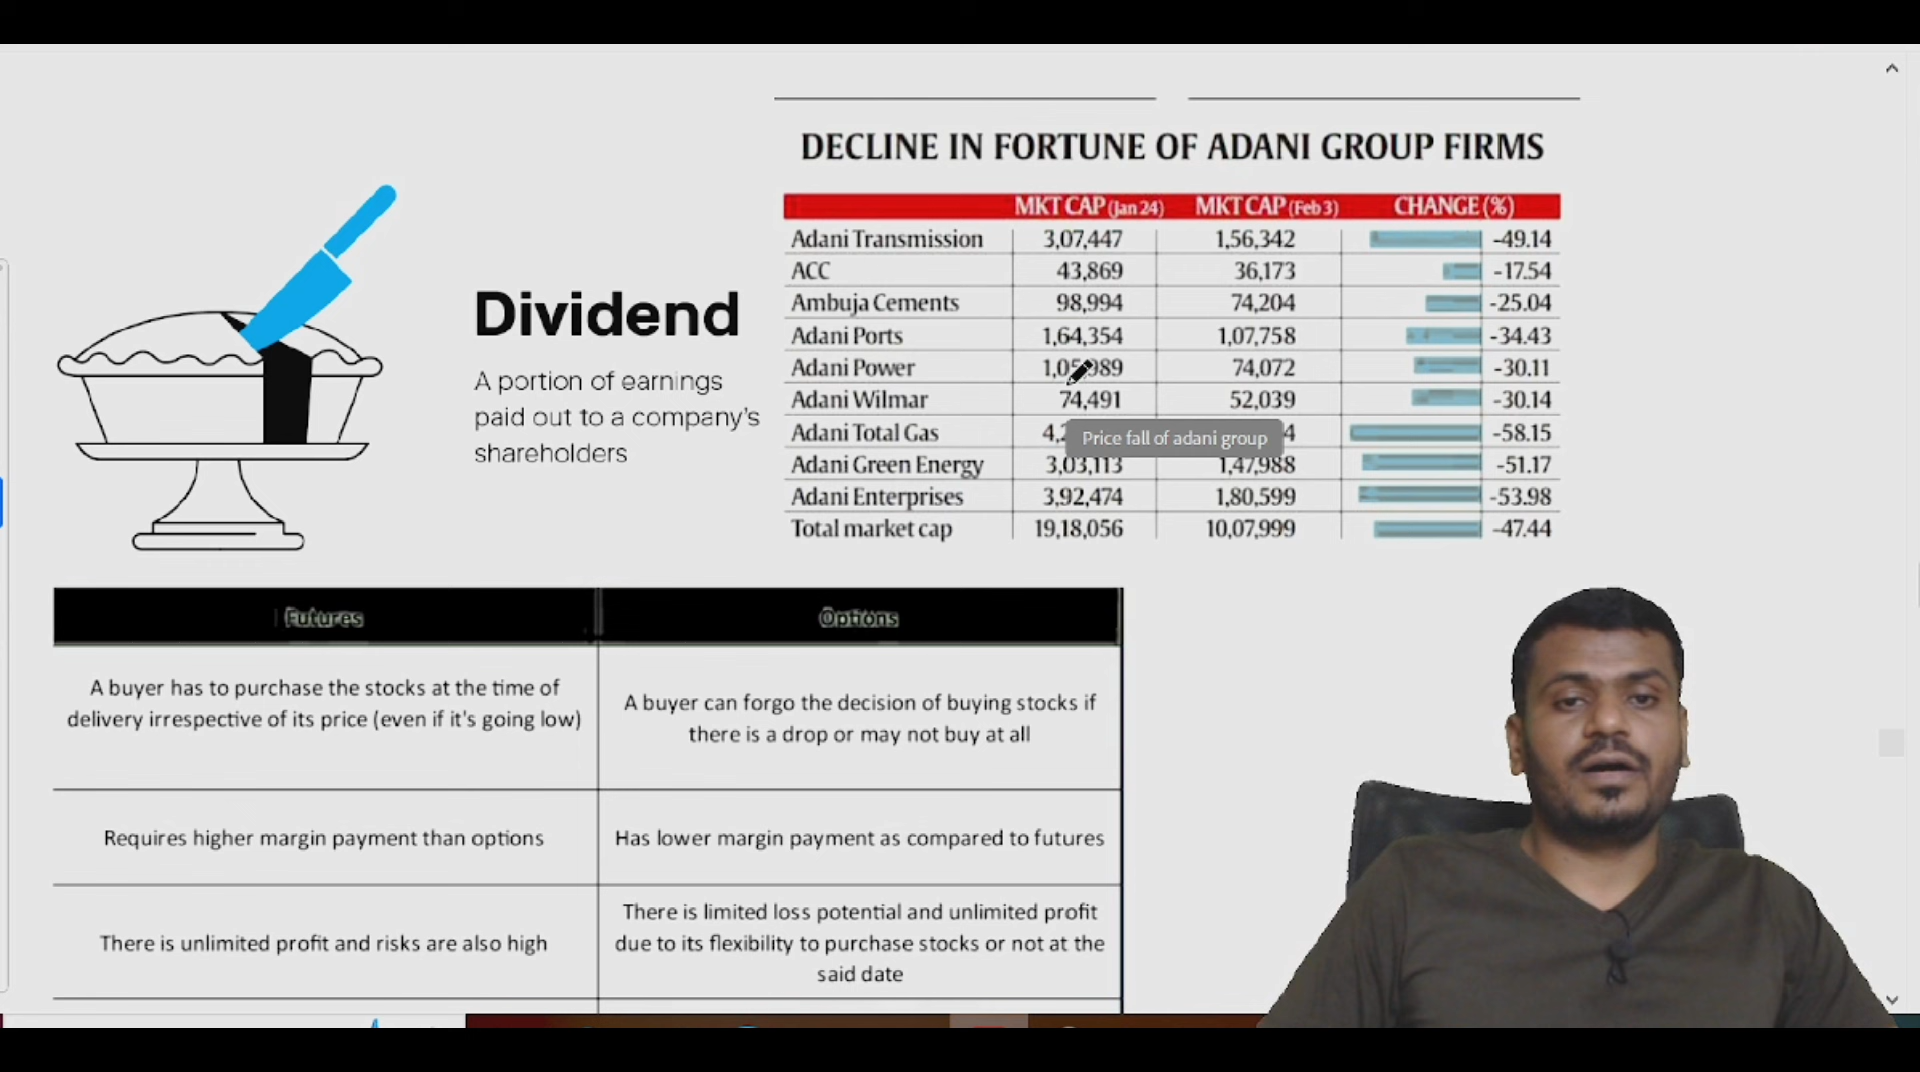 DECLINE IN FORTUNE OF ADANI GROUP FIRMS
MKT CAP (Jan 24) MKT CAP (Feb 3) CHANGE (%)
Adani Transmission 3,07,447 1,56,342 -49.14
ACC 43,869 36,173 -17.54
Ambuja Cements 98,994 74,204 -25.04
Adani Ports 1,64,354 1,07,758 -34.43
Adani Power 74,072 -30.11
Adani Wilmar 74,491 52,039 -30.14
Adani Total Gas -58.15
Price fall of adani group
Adani Green Energy 3,03,113 1,47,988 -51.17
Adani Enterprises 3,92,474 1,80,599 -53.98
Total market cap 19,18,056 10,07,999 -47.44
Dividend
A portion of earnings
paid out to a company's
shareholders
Futures Options
A buyer has to purchase the stocks at the time of
delivery irrespective of its price (even if it's going low)
A buyer can forgo the decision of buying stocks if
there is a drop or may not buy at all
Requires higher margin payment than options
Has lower margin payment as compared to futures
There is unlimited profit and risks are also high
There is limited loss potential and unlimited profit
due to its flexibility to purchase stocks or not at the
said date